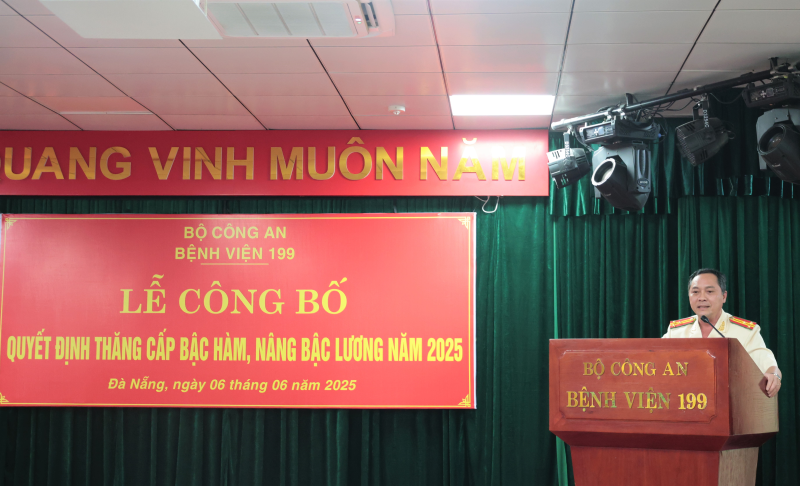 QUANG VINH MUÔN NĂM
BỘ CÔNG AN
BỆNH VIỆN 199
LỄ CÔNG BỐ
QUYẾT ĐỊNH THĂNG CẤP BẬC HÀM, NÂNG BẬC LƯƠNG NĂM 2025
Đà Nẵng, ngày 06 tháng 06 năm 2025
BỘ CÔNG AN
BỆNH VIỆN 199